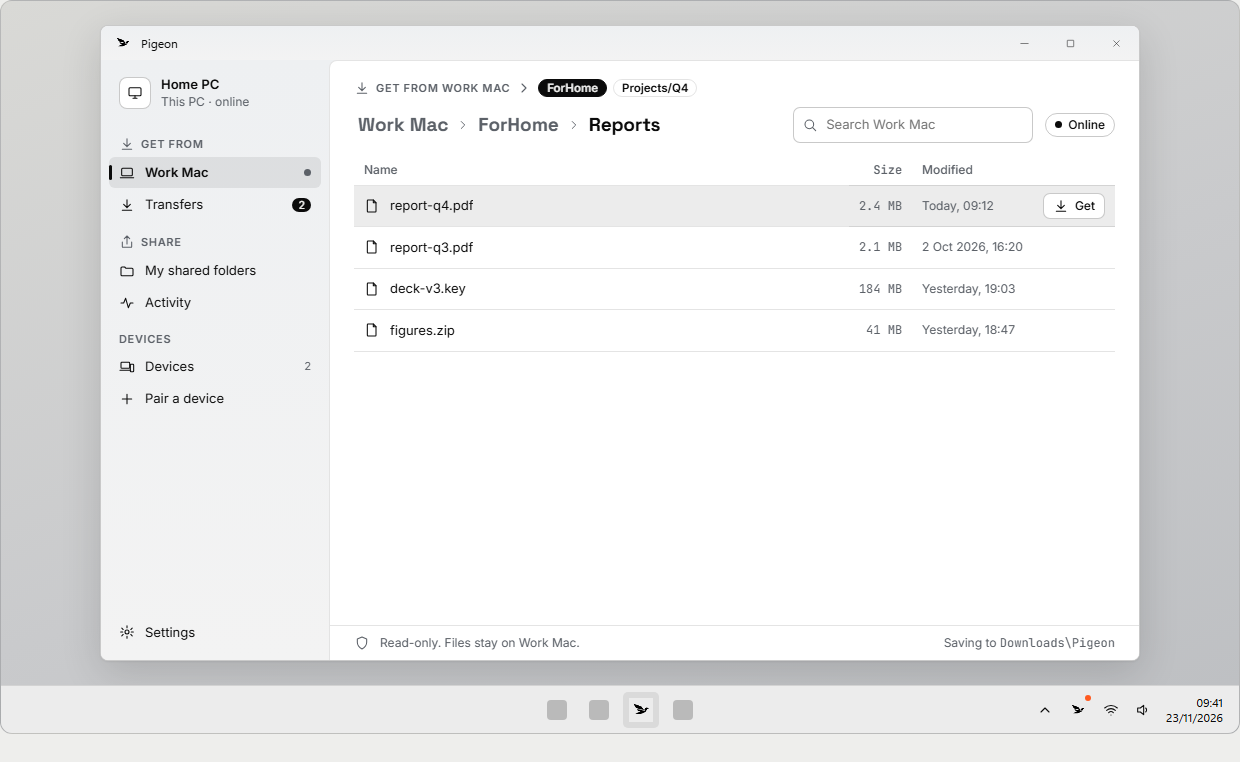 Pigeon
Home PC
This PC · online
GET FROM
Work Mac
Transfers 2
SHARE
My shared folders
Activity
DEVICES
Devices 2
Pair a device
Settings
GET FROM WORK MAC ForHome Projects/Q4
Work Mac ForHome Reports
Search Work Mac
Online
Name Size Modified
report-q4.pdf 2.4 MB Today, 09:12 Get
report-q3.pdf 2.1 MB 2 Oct 2026, 16:20
deck-v3.key 184 MB Yesterday, 19:03
figures.zip 41 MB Yesterday, 18:47
Read-only. Files stay on Work Mac. Saving to Downloads\Pigeon
09:41
23/11/2026